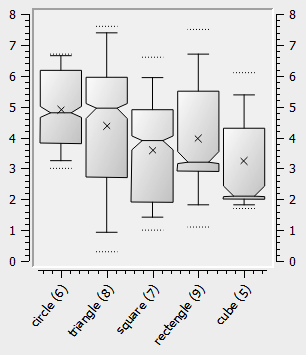 8 8
7 7
6 6
5 5
4 4
3 3
2 2
1 1
0 0
circle (6)
triangle (8)
square (7)
rectengle (9)
cube (5)